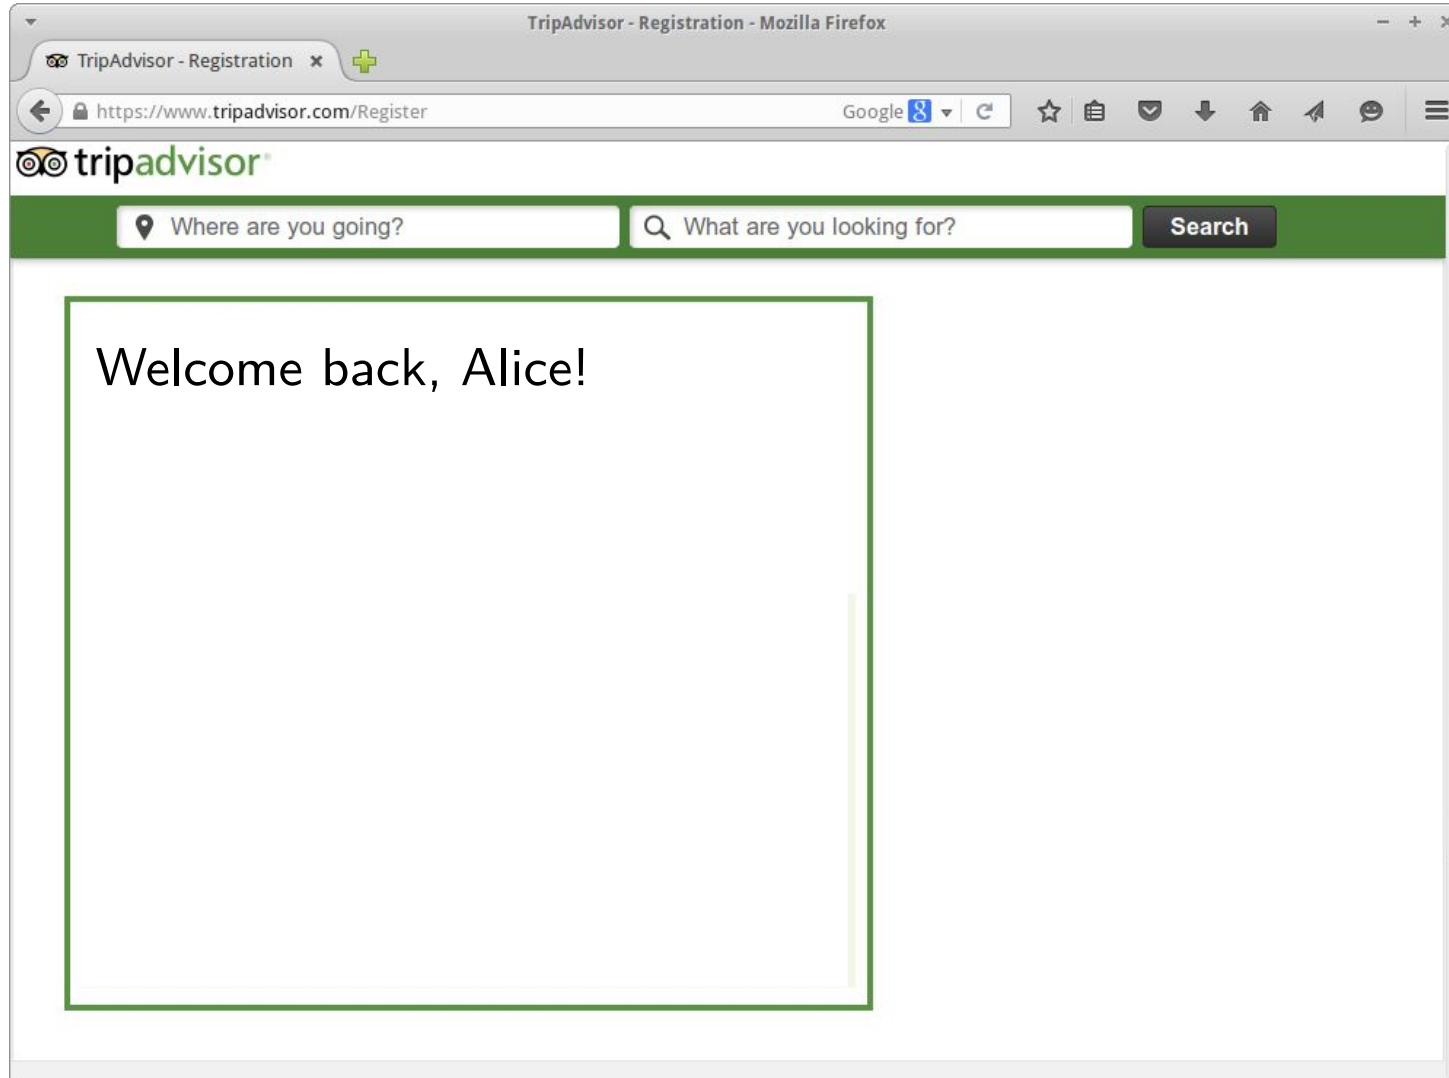 TripAdvisor - Registration - Mozilla Firefox
TripAdvisor - Registration
https://www.tripadvisor.com/Register Google 8
tripadvisor®
Where are you going? What are you looking for? Search
Welcome back, Alice!